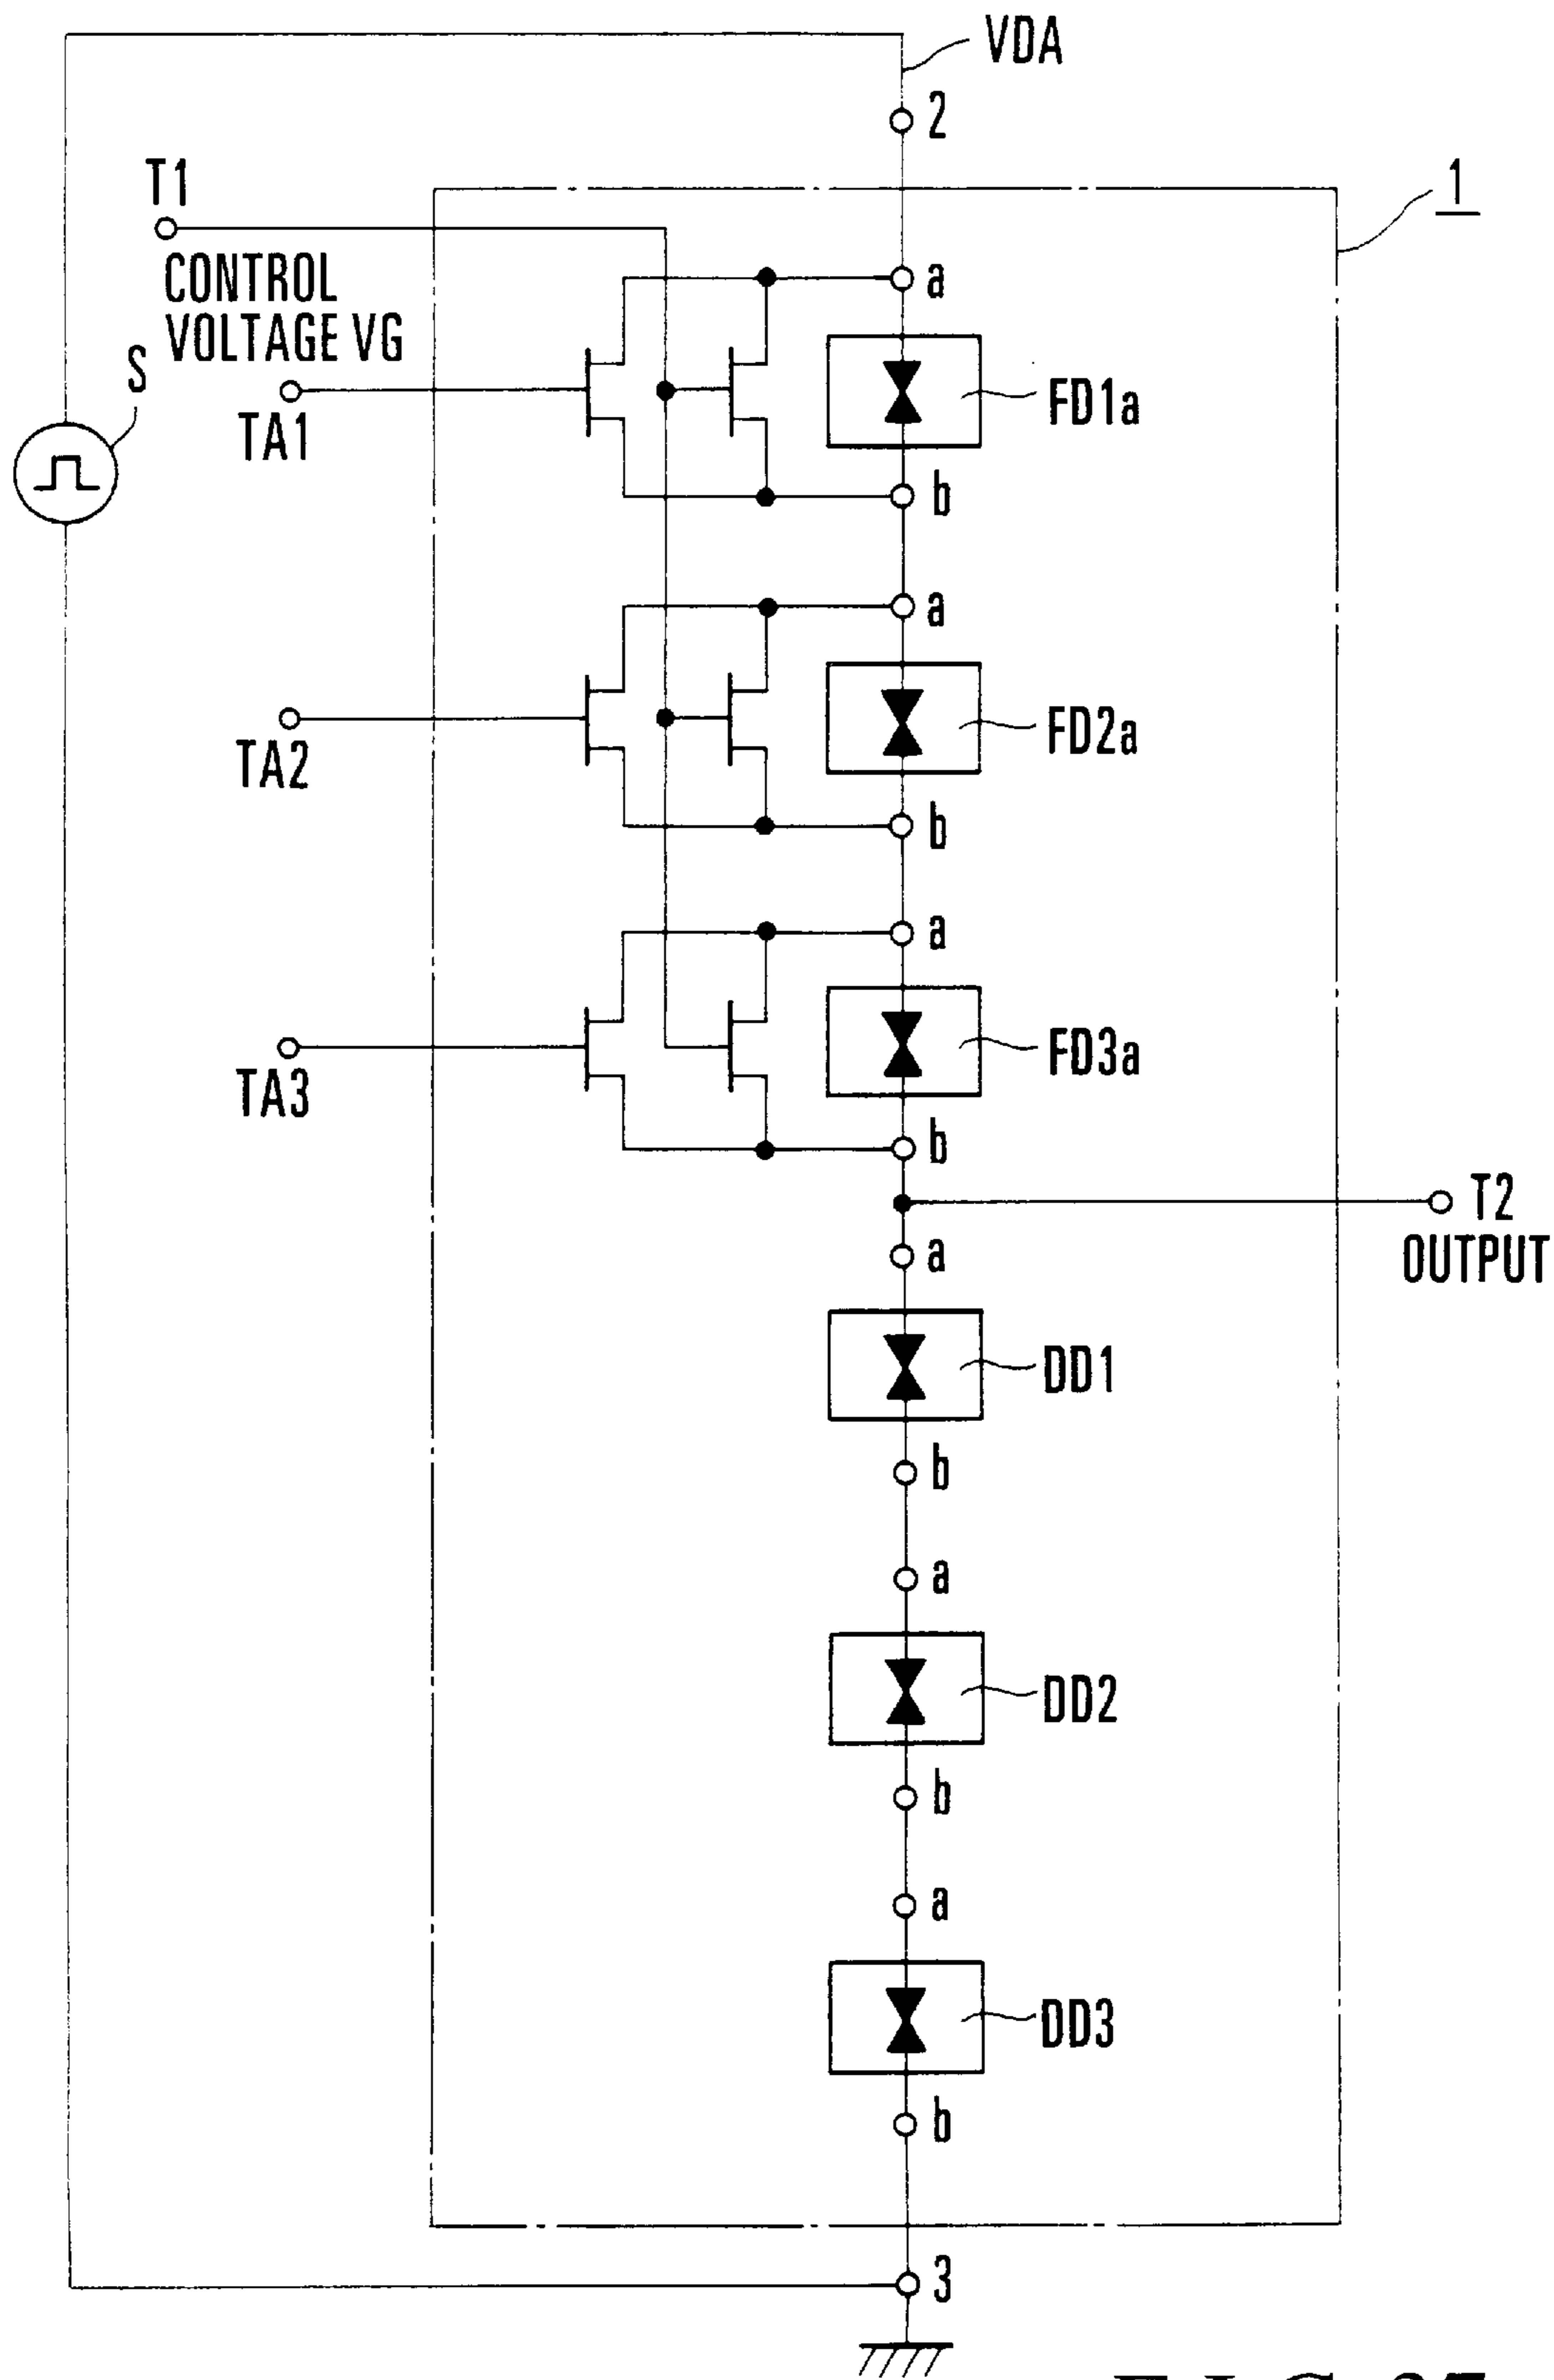 VDA
2
T1
1
CONTROL
VOLTAGE VG
a
S
TA1
FD1a
b
a
TA2
FD2a
b
a
TA3
FD3a
b
T2
OUTPUT
a
DD1
b
a
DD2
b
a
DD3
b
3